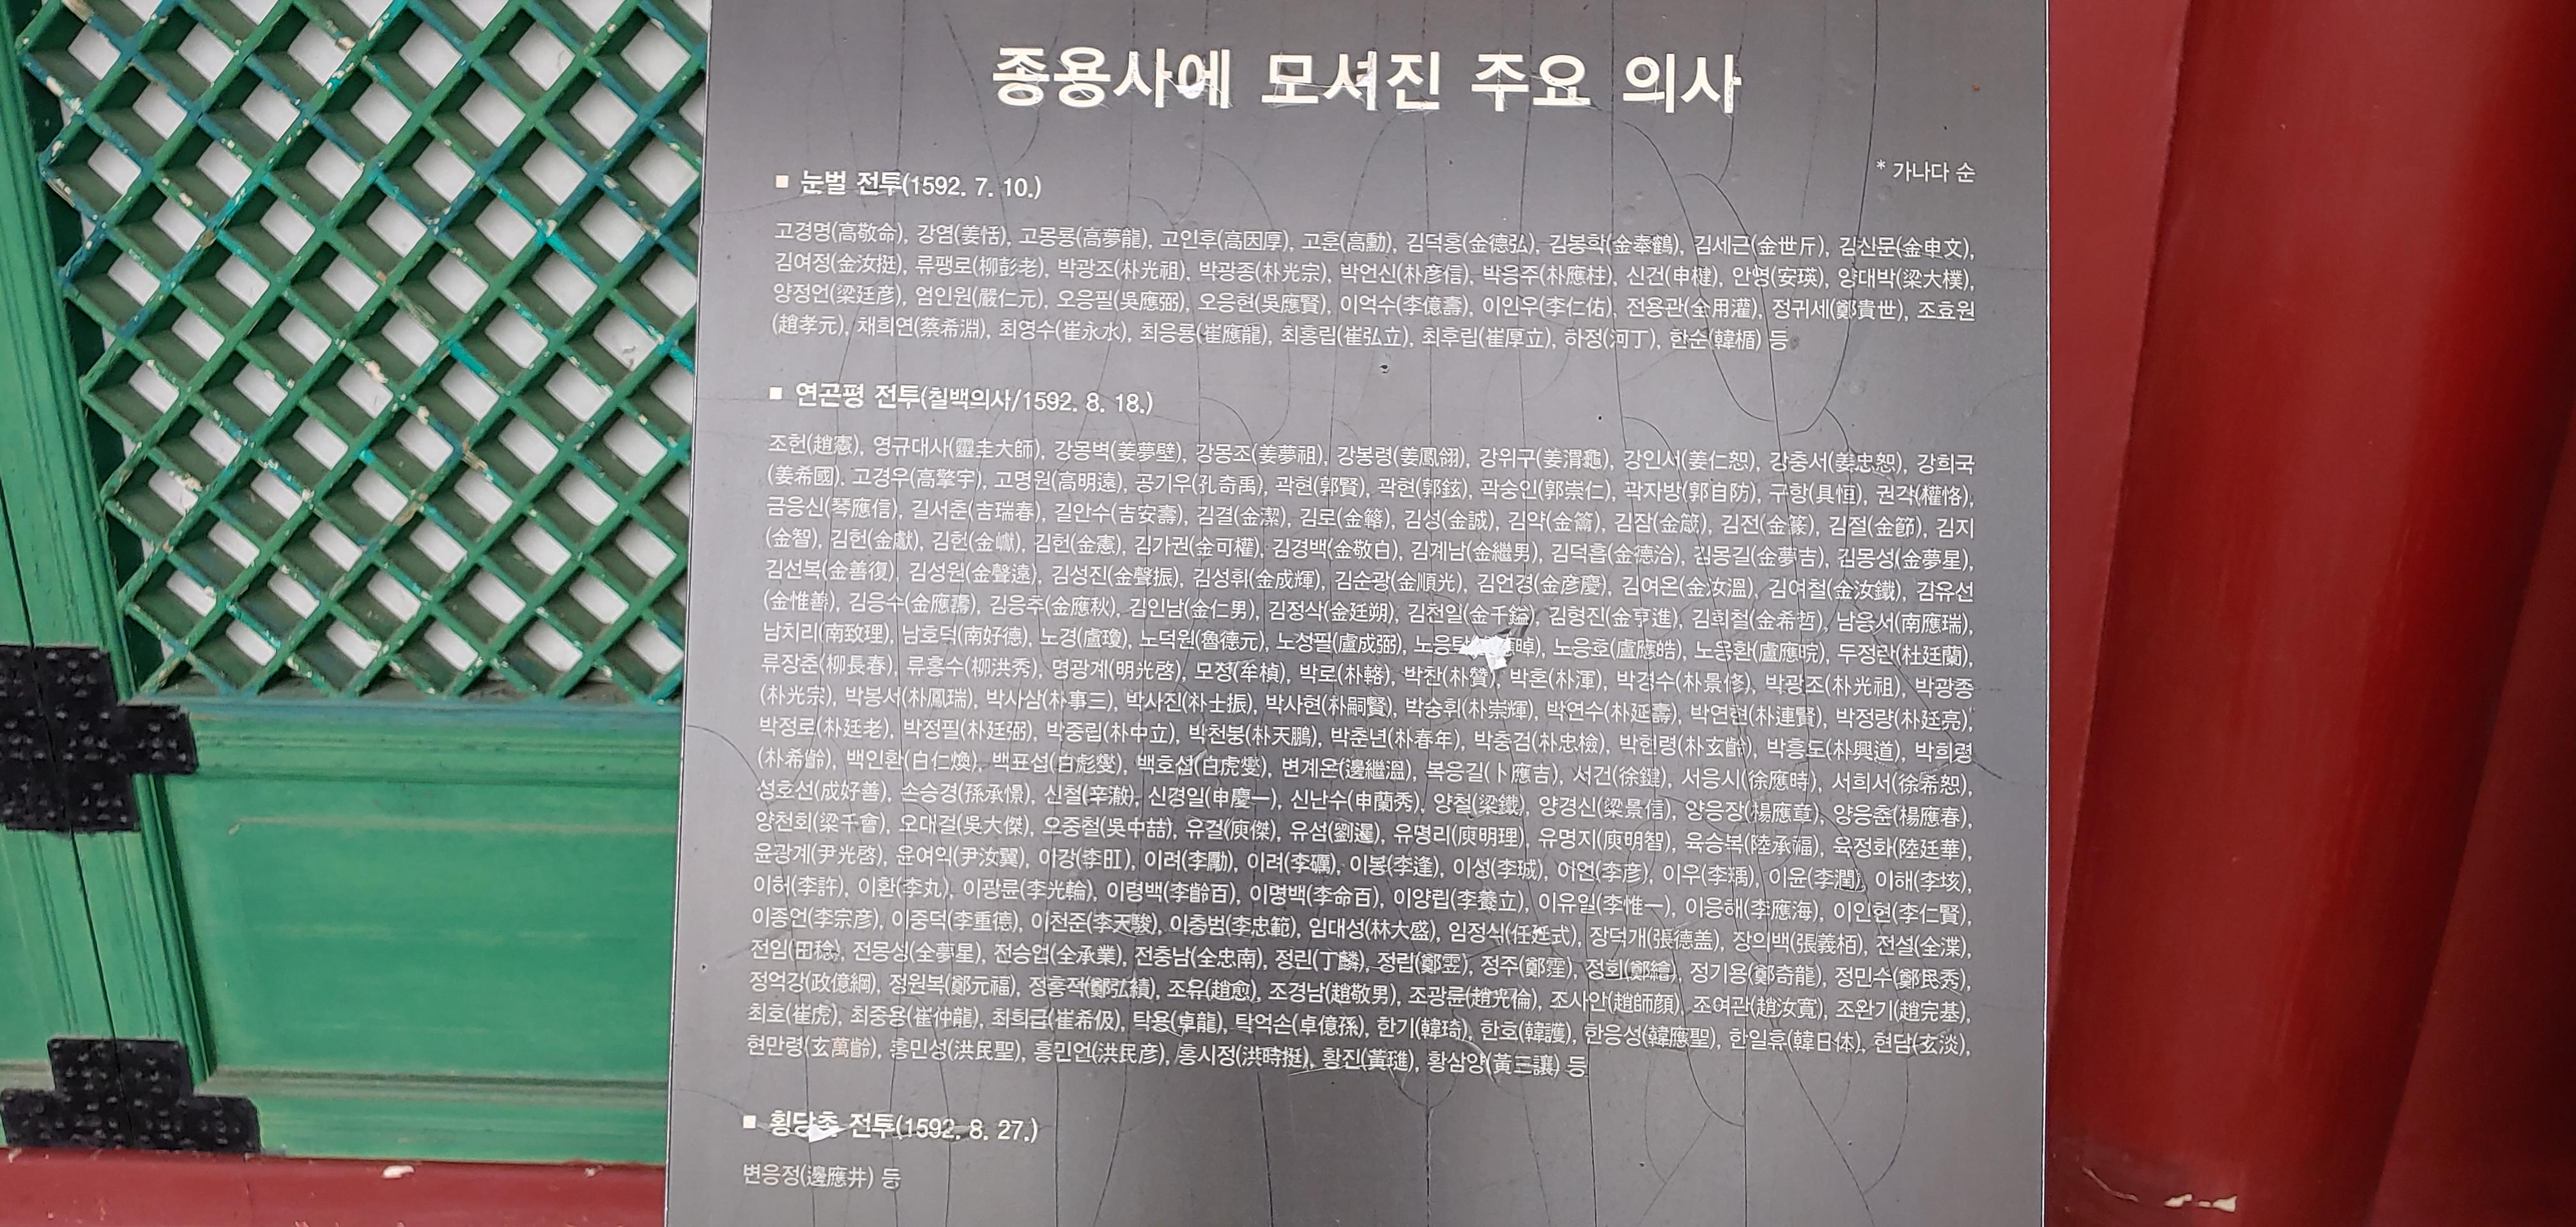 종용사에 모셔진 주요 의사
* 가나다 순
■ 눈벌 전투(1592. 7. 10.)
고경명(高敬命), 강염(姜恬), 고몽룡(高夢龍), 고인후(高因厚), 고훈(高勳), 김덕홍(金德弘), 김봉학(金奉鶴), 김세근(金世斤), 김신문(金申文),
김여정(金汝挺), 류팽로(柳彭老), 박광조(朴光祖), 박광종(朴光宗), 박언신(朴彦信), 박응주(朴應柱), 신건(申楗), 안영(安瑛), 양대박(梁大樸),
양정언(梁廷彦), 엄인원(嚴仁元), 오응필(吳應弼), 오응현(吳應賢), 이억수(李億壽), 이인우(李仁佑), 전용관(全用灌), 정귀세(鄭貴世), 조효원
(趙孝元), 채희연(蔡希淵), 최영수(崔永水), 최응룡(崔應龍), 최홍립(崔弘立), 최후립(崔厚立), 하정(河丁), 한순(韓楯) 등
■ 연곤평 전투(칠백의사/1592. 8. 18.)
조헌(趙憲), 영규대사(靈圭大師), 강몽벽(姜夢壁), 강몽조(姜夢祖), 강봉령(姜鳳翎), 강위구(姜渭龜), 강인서(姜仁恕), 강충서(姜忠恕), 강희국
(姜希國), 고경우(高擎宇), 고명원(高明遠), 공기우(孔奇禹), 곽현(郭賢), 곽현(郭鉉), 곽숭인(郭崇仁), 곽자방(郭自防), 구항(具恒), 권각(權恪),
금응신(琴應信), 길서춘(吉瑞春), 길안수(吉安壽), 김결(金潔), 김로(金簵), 김성(金誠), 김약(金籥), 김잠(金箴), 김전(金篆), 김절(金節), 김지
(金智), 김헌(金獻), 김헌(金巘), 김헌(金憲), 김가권(金可權), 김경백(金敬白), 김계남(金繼男), 김덕흡(金德洽), 김몽길(金夢吉), 김몽성(金夢星),
김선복(金善復), 김성원(金聲遠), 김성진(金聲振), 김성휘(金成輝), 김순광(金順光), 김언경(金彦慶), 김여온(金汝溫), 김여철(金汝鐵), 김유선
(金惟善), 김응수(金應壽), 김응추(金應秋), 김인남(金仁男), 김정삭(金廷朔), 김천일(金千鎰), 김형진(金亨進), 김희철(金希哲), 남응서(南應瑞),
남치리(南致理), 남호덕(南好德), 노경(盧瓊), 노덕원(魯德元), 노성필(盧成弼), 노응호(盧應皓), 노응환(盧應晥), 두정란(杜廷蘭),
류장춘(柳長春), 류홍수(柳洪秀), 명광계(明光啓), 모정(牟楨), 박로(朴輅), 박찬(朴贊), 박혼(朴渾), 박경수(朴景修), 박광조(朴光祖), 박광종
(朴光宗), 박봉서(朴鳳瑞), 박사삼(朴事三), 박사진(朴士振), 박사현(朴嗣賢), 박숭휘(朴崇輝), 박연수(朴延壽), 박연현(朴連賢), 박정량(朴廷亮),
박정로(朴廷老), 박정필(朴廷弼), 박중립(朴中立), 박천붕(朴天鵬), 박춘년(朴春年), 박충검(朴忠檢), 박현령(朴玄齡), 박흥도(朴興道), 박희령
(朴希齡), 백인환(白仁煥), 백표섭(白彪燮), 백호섭(白虎燮), 변계온(邊繼溫), 복응길(卜應吉), 서건(徐鍵), 서응시(徐應時), 서희서(徐希恕),
성호선(成好善), 손승경(孫承憬), 신철(辛澈), 신경일(申慶一), 신난수(申蘭秀), 양철(梁鐵), 양경신(梁景信), 양응장(楊應章), 양응춘(楊應春),
양천회(梁千會), 오대걸(吳大傑), 오중철(吳中喆), 유걸(庾傑), 유섬(劉暹), 유명리(庾明理), 유명지(庾明智), 육승복(陸承福), 육정화(陸廷華),
윤광계(尹光啓), 윤여익(尹汝翼), 이강(李矼), 이려(李勵), 이려(李礪), 이봉(李逢), 이성(李珹), 이언(李彦), 이우(李瑀), 이윤(李潤), 이해(李垓),
이허(李許), 이환(李丸), 이광륜(李光輪), 이령백(李齡百), 이명백(李命百), 이양립(李養立), 이유일(李惟一), 이응해(李應海), 이인현(李仁賢),
이종언(李宗彦), 이중덕(李重德), 이천준(李天駿), 이충범(李忠範), 임대성(林大盛), 임정식(任廷式), 장덕개(張德盖), 장의백(張義栢), 전설(全渫),
전임(田稔), 전몽성(全夢星), 전승업(全承業), 전충남(全忠南), 정린(丁麟), 정립(鄭雴), 정주(鄭霔), 정회(鄭繪), 정기용(鄭奇龍), 정민수(鄭民秀),
정억강(政億綱), 정원복(鄭元福), 정홍적(鄭弘績), 조유(趙愈), 조경남(趙敬男), 조광륜(趙光倫), 조사안(趙師顔), 조여관(趙汝寬), 조완기(趙完基),
최호(崔虎), 최중용(崔仲龍), 최희급(崔希伋), 탁용(卓龍), 탁억손(卓億孫), 한기(韓琦), 한호(韓護), 한응성(韓應聖), 한일휴(韓日休), 현담(玄淡),
현만령(玄萬齡), 홍민성(洪民聖), 홍민언(洪民彦), 홍시정(洪時挺), 황진(黃璡), 황삼양(黃三讓) 등
■ 횡당촌 전투(1592. 8. 27.)
변응정(邊應井) 등